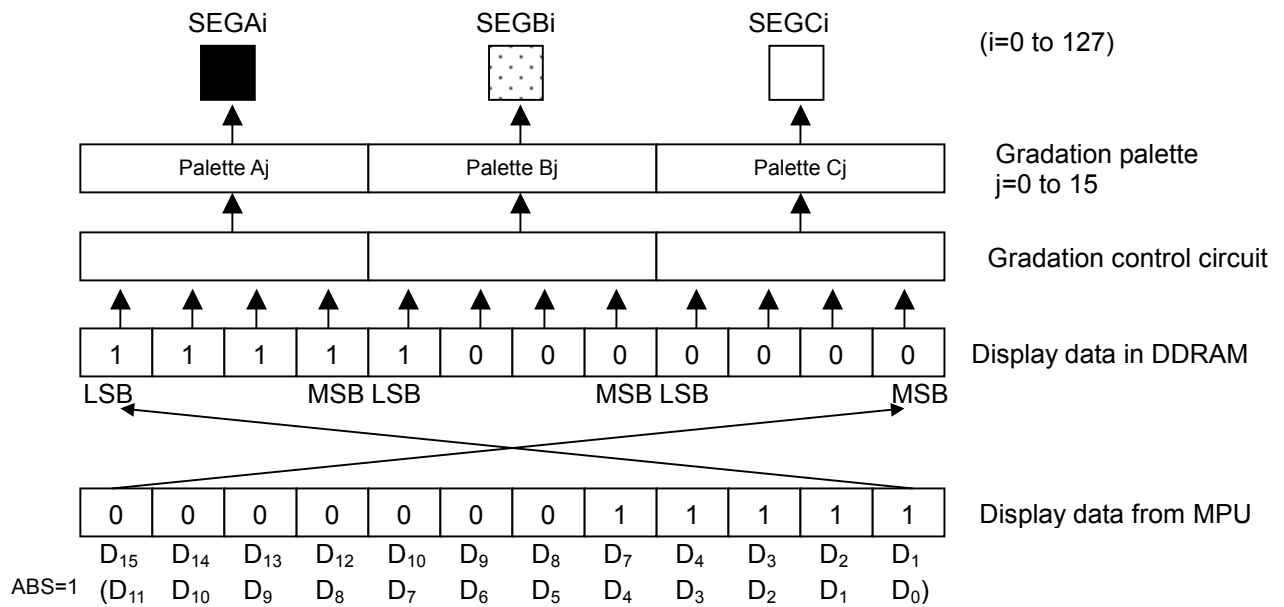 SEGAi SEGBi SEGCi (i=0 to 127)
Palette Aj Palette Bj Palette Cj Gradation palette
j=0 to 15
Gradation control circuit
1 1 1 1 1 0 0 0 0 0 0 0 Display data in DDRAM
LSB MSB LSB MSB LSB MSB
0 0 0 0 0 0 0 1 1 1 1 1 Display data from MPU
D15 D14 D13 D12 D10 D9 D8 D7 D4 D3 D2 D1
ABS=1 (D11 D10 D9 D8 D7 D6 D5 D4 D3 D2 D1 D0)